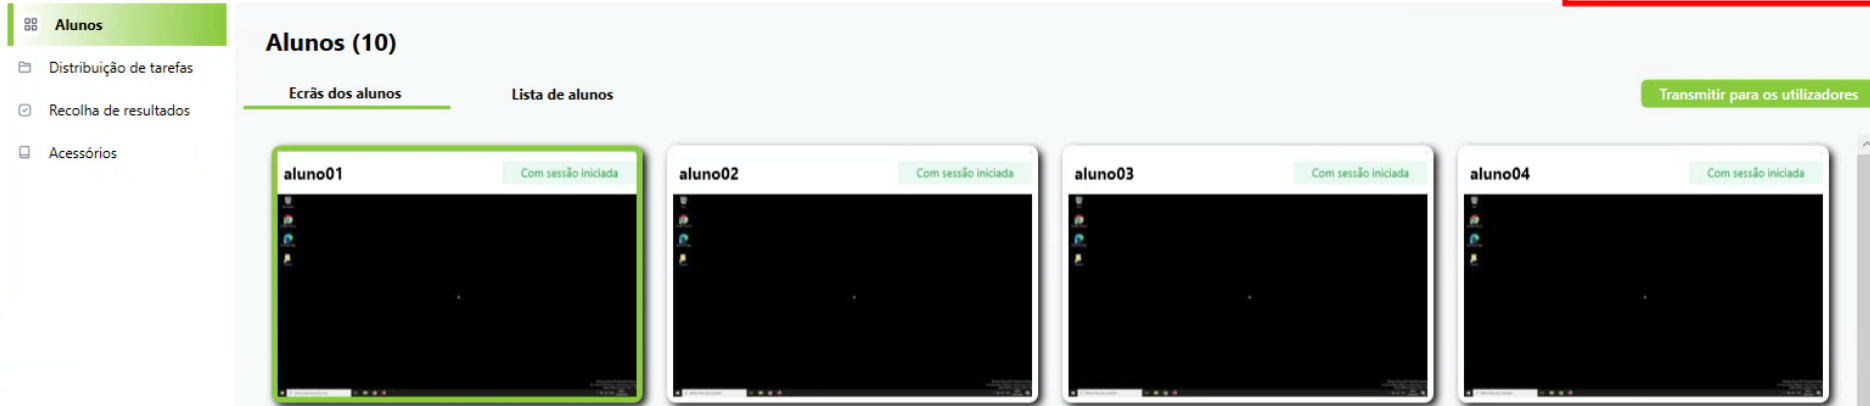 Alunos
Distribuição de tarefas
Recolha de resultados
Acessórios
Alunos (10)
Ecrãs dos alunos
Lista de alunos
Transmitir para os utilizadores
aluno01
Com sessão iniciada
aluno02
Com sessão iniciada
aluno03
Com sessão iniciada
aluno04
Com sessão iniciada